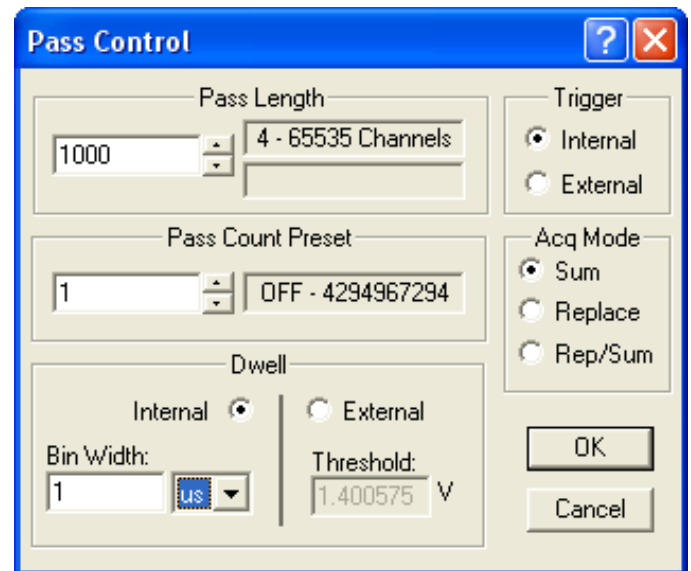 Pass Control
Pass Length
1000
4 - 65535 Channels
Trigger
Internal
External
Pass Count Preset
1
OFF - 4294967294
Acq Mode
Sum
Replace
Rep/Sum
Dwell
Internal
External
Bin Width:
1
us
Threshold:
1.400575 V
OK
Cancel